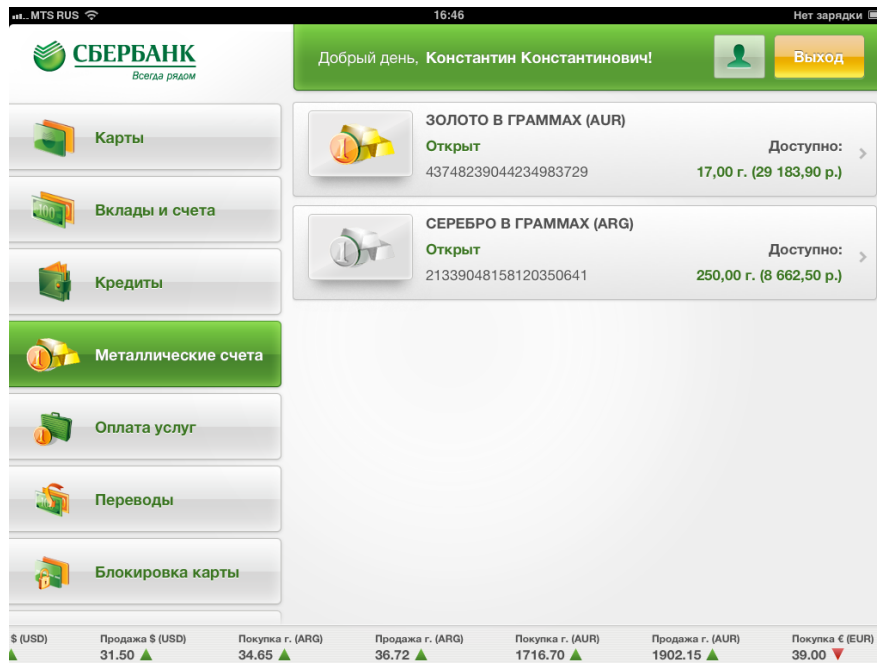 MTS RUS 16:46 Нет зарядки
СБЕРБАНК
Всегда рядом
Добрый день, Константин Константинович!
Выход
Карты
Вклады и счета
100
Кредиты
Металлические счета
Оплата услуг
Переводы
Блокировка карты
ЗОЛОТО В ГРАММАХ (AUR)
Открыт Доступно:
43748239044234983729 17,00 г. (29 183,90 р.)
СЕРЕБРО В ГРАММАХ (ARG)
Открыт Доступно:
21339048158120350641 250,00 г. (8 662,50 р.)
$ (USD) Продажа $ (USD) Покупка г. (ARG) Продажа г. (ARG) Покупка г. (AUR) Продажа г. (AUR) Покупка € (EUR)
31.50 34.65 36.72 1716.70 1902.15 39.00